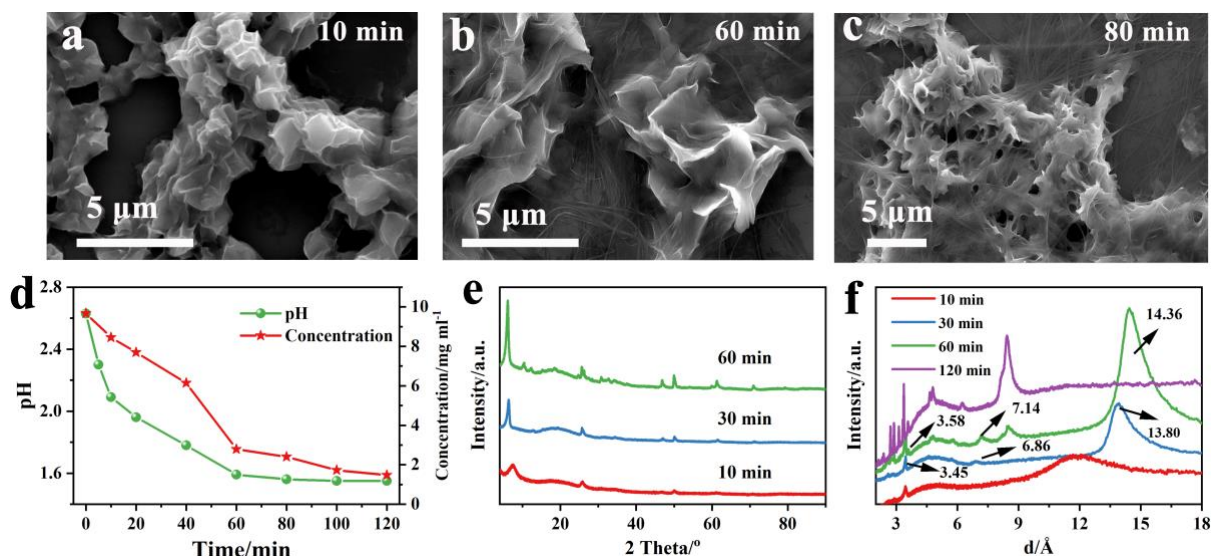 a
10 min
5 μm
b
60 min
5 μm
c
80 min
5 μm
d
2.8
2.4
2.0
1.6
pH
0
20
40
60
80
100
120
Time/min
10
8
6
4
2
0
Concentration/mg ml⁻¹
pH
Concentration
e
Intensity/a.u.
60 min
30 min
10 min
20
40
60
80
2 Theta/º
f
Intensity/a.u.
10 min
30 min
60 min
120 min
14.36
13.80
7.14
6.86
3.58
3.45
3
6
9
12
15
18
d/Å